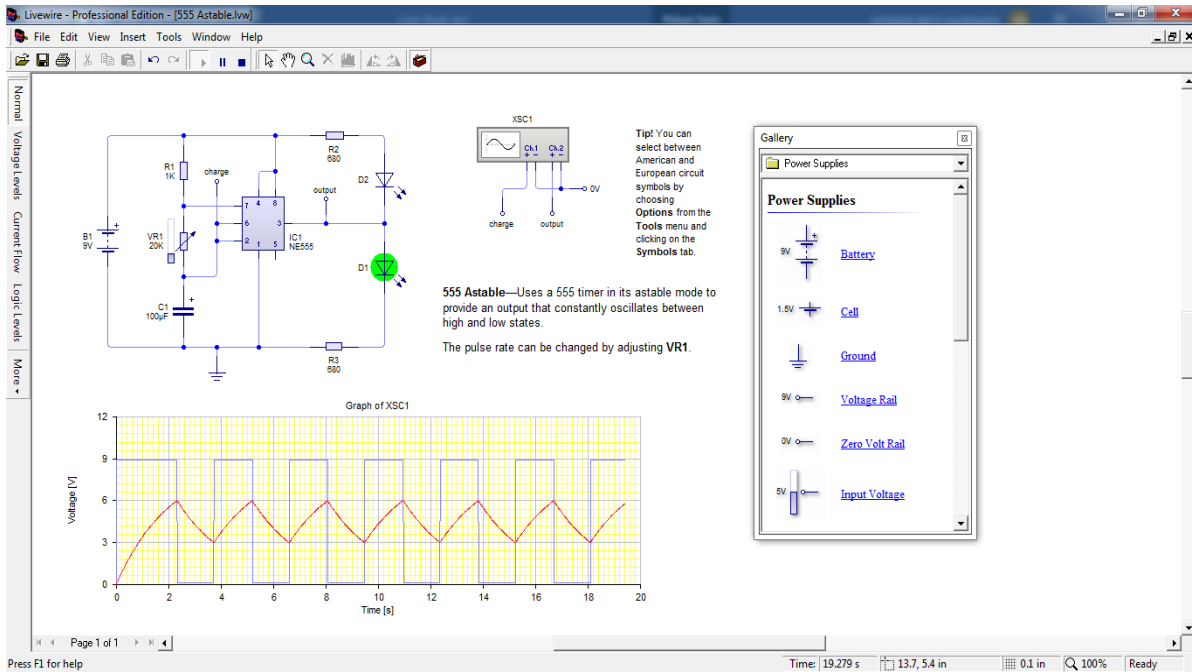 Livewire - Professional Edition - [555 Astable.lvw]
File Edit View Insert Tools Window Help
Normal
Voltage Levels
Current Flow
Logic Levels
More
B1
9V
R1
1K
VR1
20K
C1
100µF
charge
7 4 8
6 3
2 1 5
IC1
NE555
output
R2
680
D2
D1
R3
680
XSC1
Ch.1 Ch.2
+ - + -
0V
charge output
Tip! You can
select between
American and
European circuit
symbols by
choosing
Options from the
Tools menu and
clicking on the
Symbols tab.
555 Astable—Uses a 555 timer in its astable mode to
provide an output that constantly oscillates between
high and low states.
The pulse rate can be changed by adjusting VR1.
Graph of XSC1
Voltage [V]
12
9
6
3
0
0 2 4 6 8 10 12 14 16 18 20
Time [s]
Gallery
Power Supplies
Power Supplies
9V Battery
1.5V Cell
Ground
9V Voltage Rail
0V Zero Volt Rail
5V Input Voltage
Page 1 of 1
Press F1 for help
Time: 19.279 s 13.7, 5.4 in 0.1 in 100% Ready